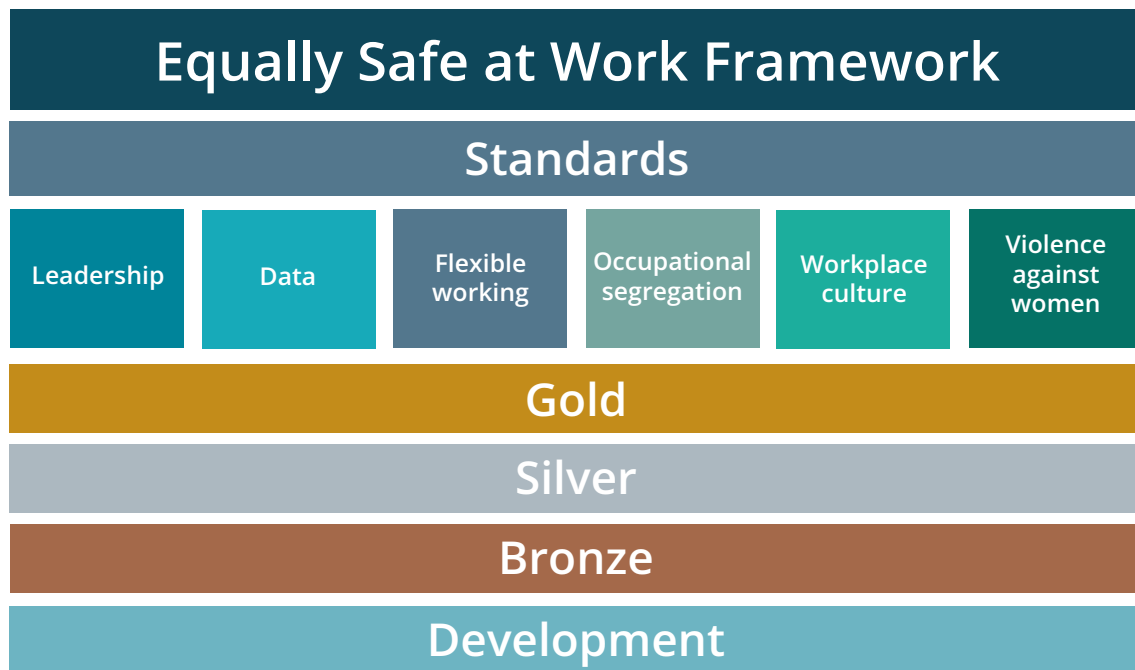 Equally Safe at Work Framework
Standards
Leadership
Data
Flexible
working
Occupational
segregation
Workplace
culture
Violence
against
women
Gold
Silver
Bronze
Development